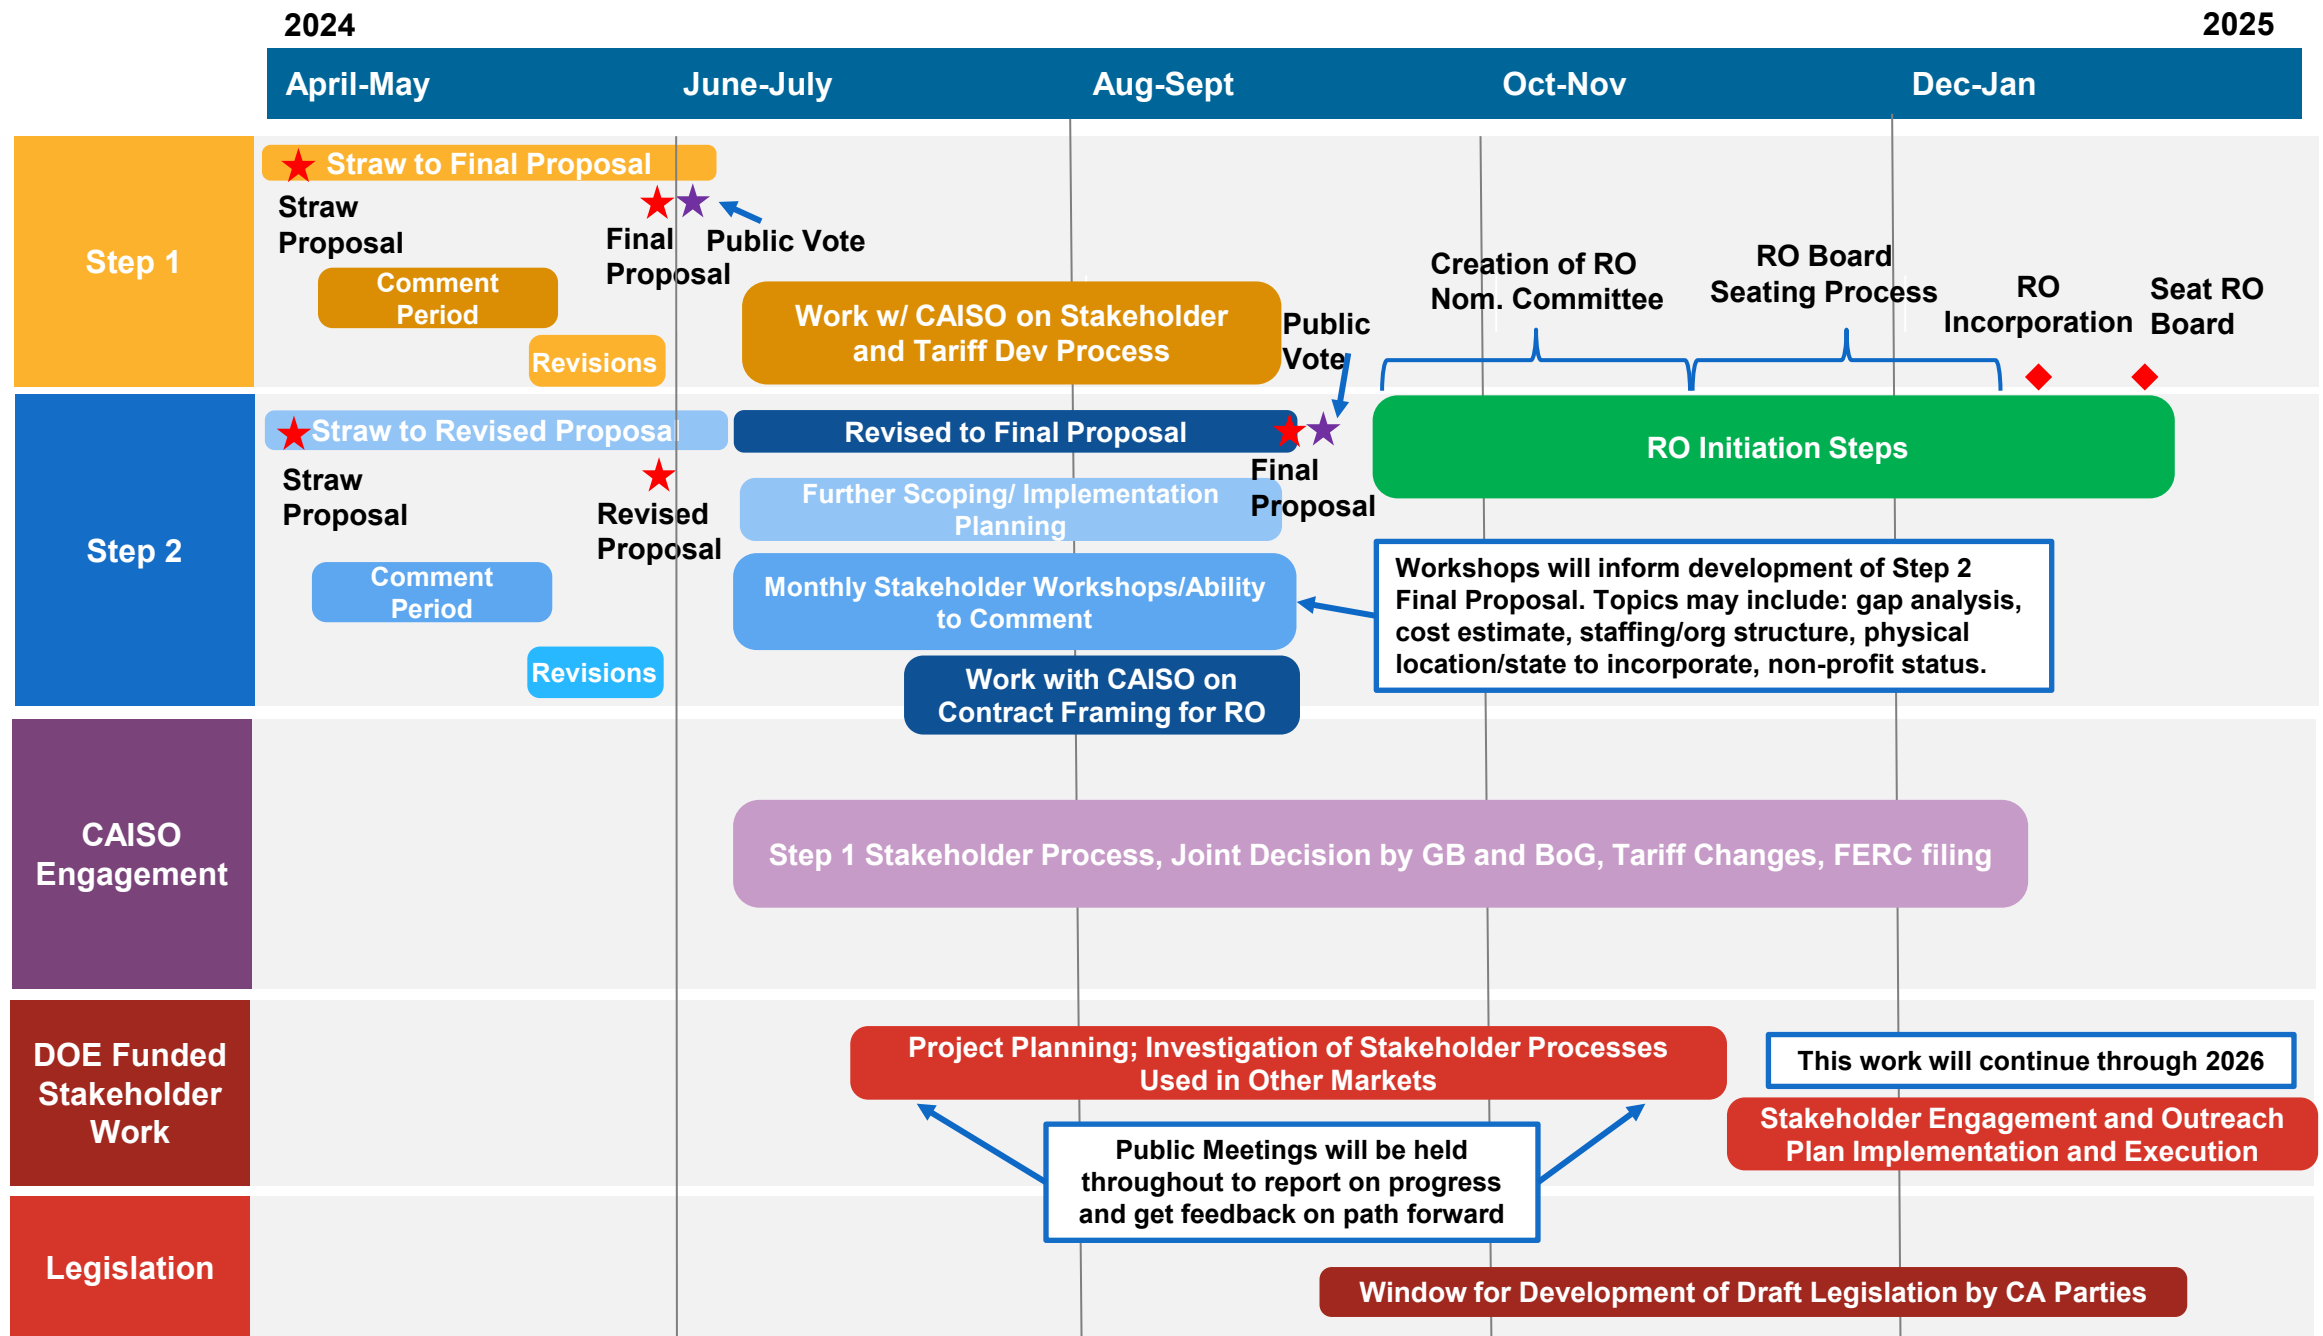 2024
2025
April-May
June-July
Aug-Sept
Oct-Nov
Dec-Jan
Step 1
Straw to Final Proposal
Straw
Proposal
Final
Proposal
Public Vote
Comment
Period
Revisions
Work w/ CAISO on Stakeholder
and Tariff Dev Process
Public
Vote
Creation of RO
Nom. Committee
RO Board
Seating Process
RO
Incorporation
Seat RO
Board
Step 2
Straw to Revised Proposal
Straw
Proposal
Revised
Proposal
Comment
Period
Revisions
Revised to Final Proposal
Final
Proposal
Further Scoping/ Implementation
Planning
Monthly Stakeholder Workshops/Ability
to Comment
Work with CAISO on
Contract Framing for RO
RO Initiation Steps
Workshops will inform development of Step 2
Final Proposal. Topics may include: gap analysis,
cost estimate, staffing/org structure, physical
location/state to incorporate, non-profit status.
CAISO
Engagement
Step 1 Stakeholder Process, Joint Decision by GB and BoG, Tariff Changes, FERC filing
DOE Funded
Stakeholder
Work
Project Planning; Investigation of Stakeholder Processes
Used in Other Markets
This work will continue through 2026
Stakeholder Engagement and Outreach
Plan Implementation and Execution
Public Meetings will be held
throughout to report on progress
and get feedback on path forward
Legislation
Window for Development of Draft Legislation by CA Parties